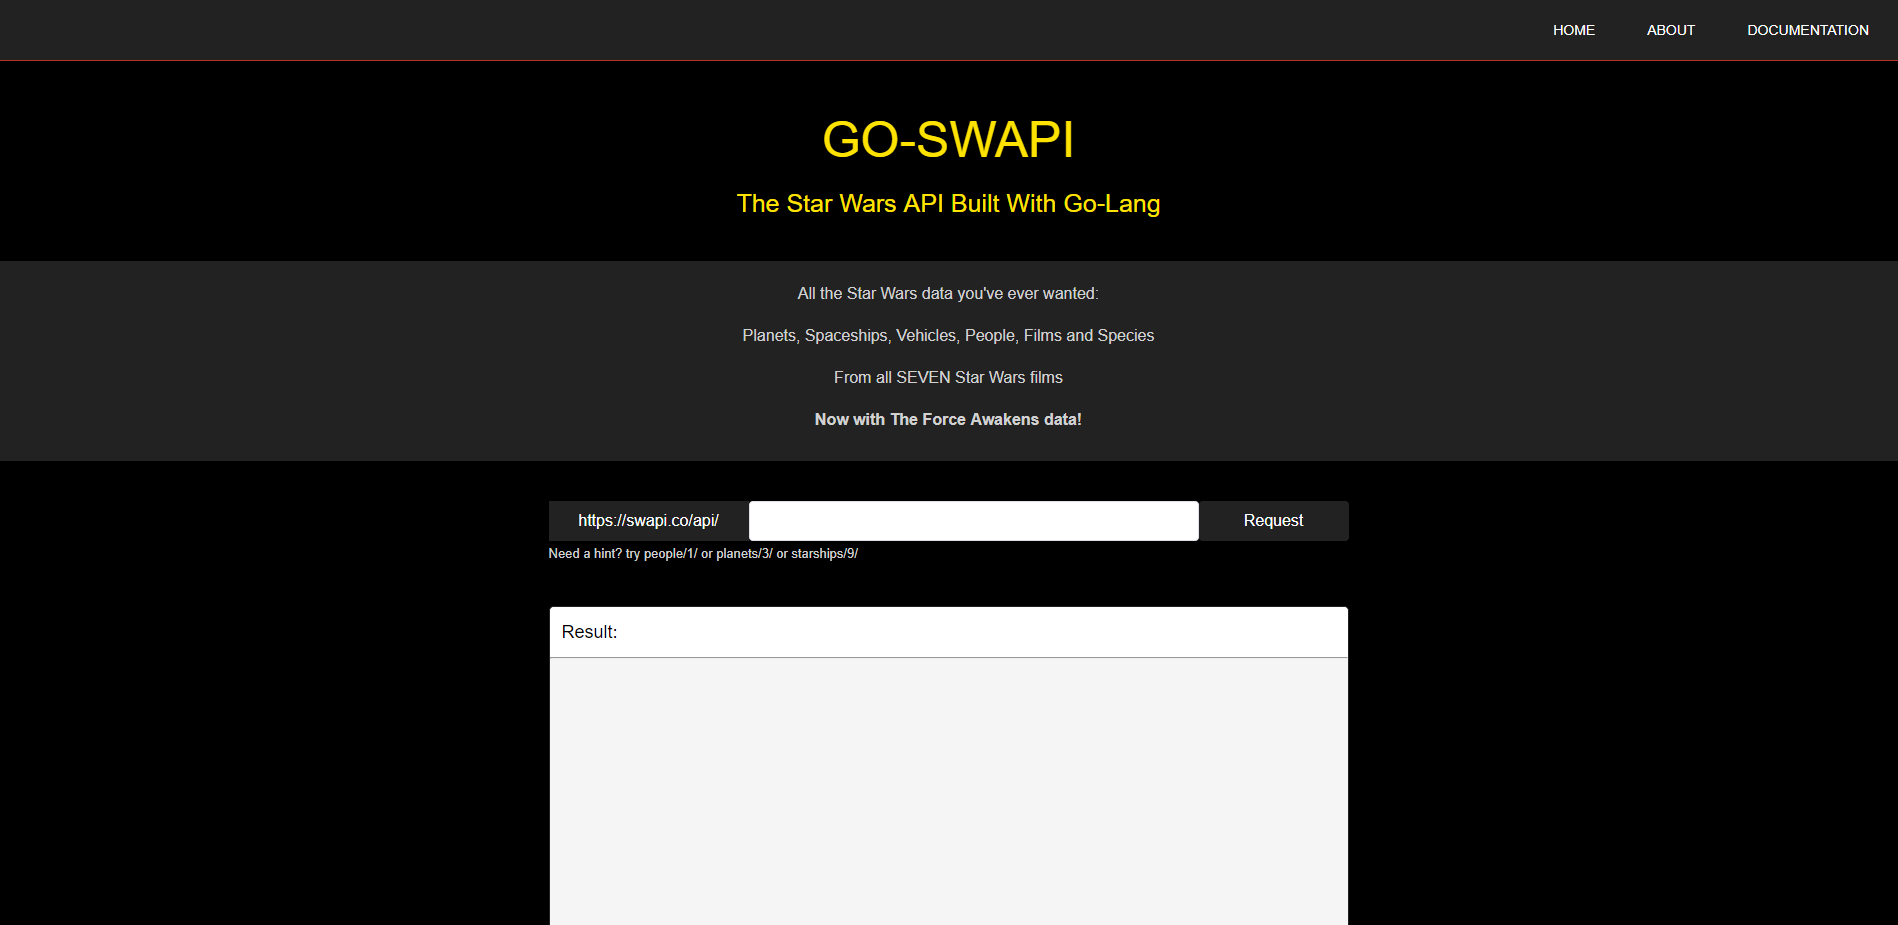 HOME ABOUT DOCUMENTATION
GO-SWAPI
The Star Wars API Built With Go-Lang
All the Star Wars data you've ever wanted:
Planets, Spaceships, Vehicles, People, Films and Species
From all SEVEN Star Wars films
Now with The Force Awakens data!
https://swapi.co/api/ Request
Need a hint? try people/1/ or planets/3/ or starships/9/
Result: